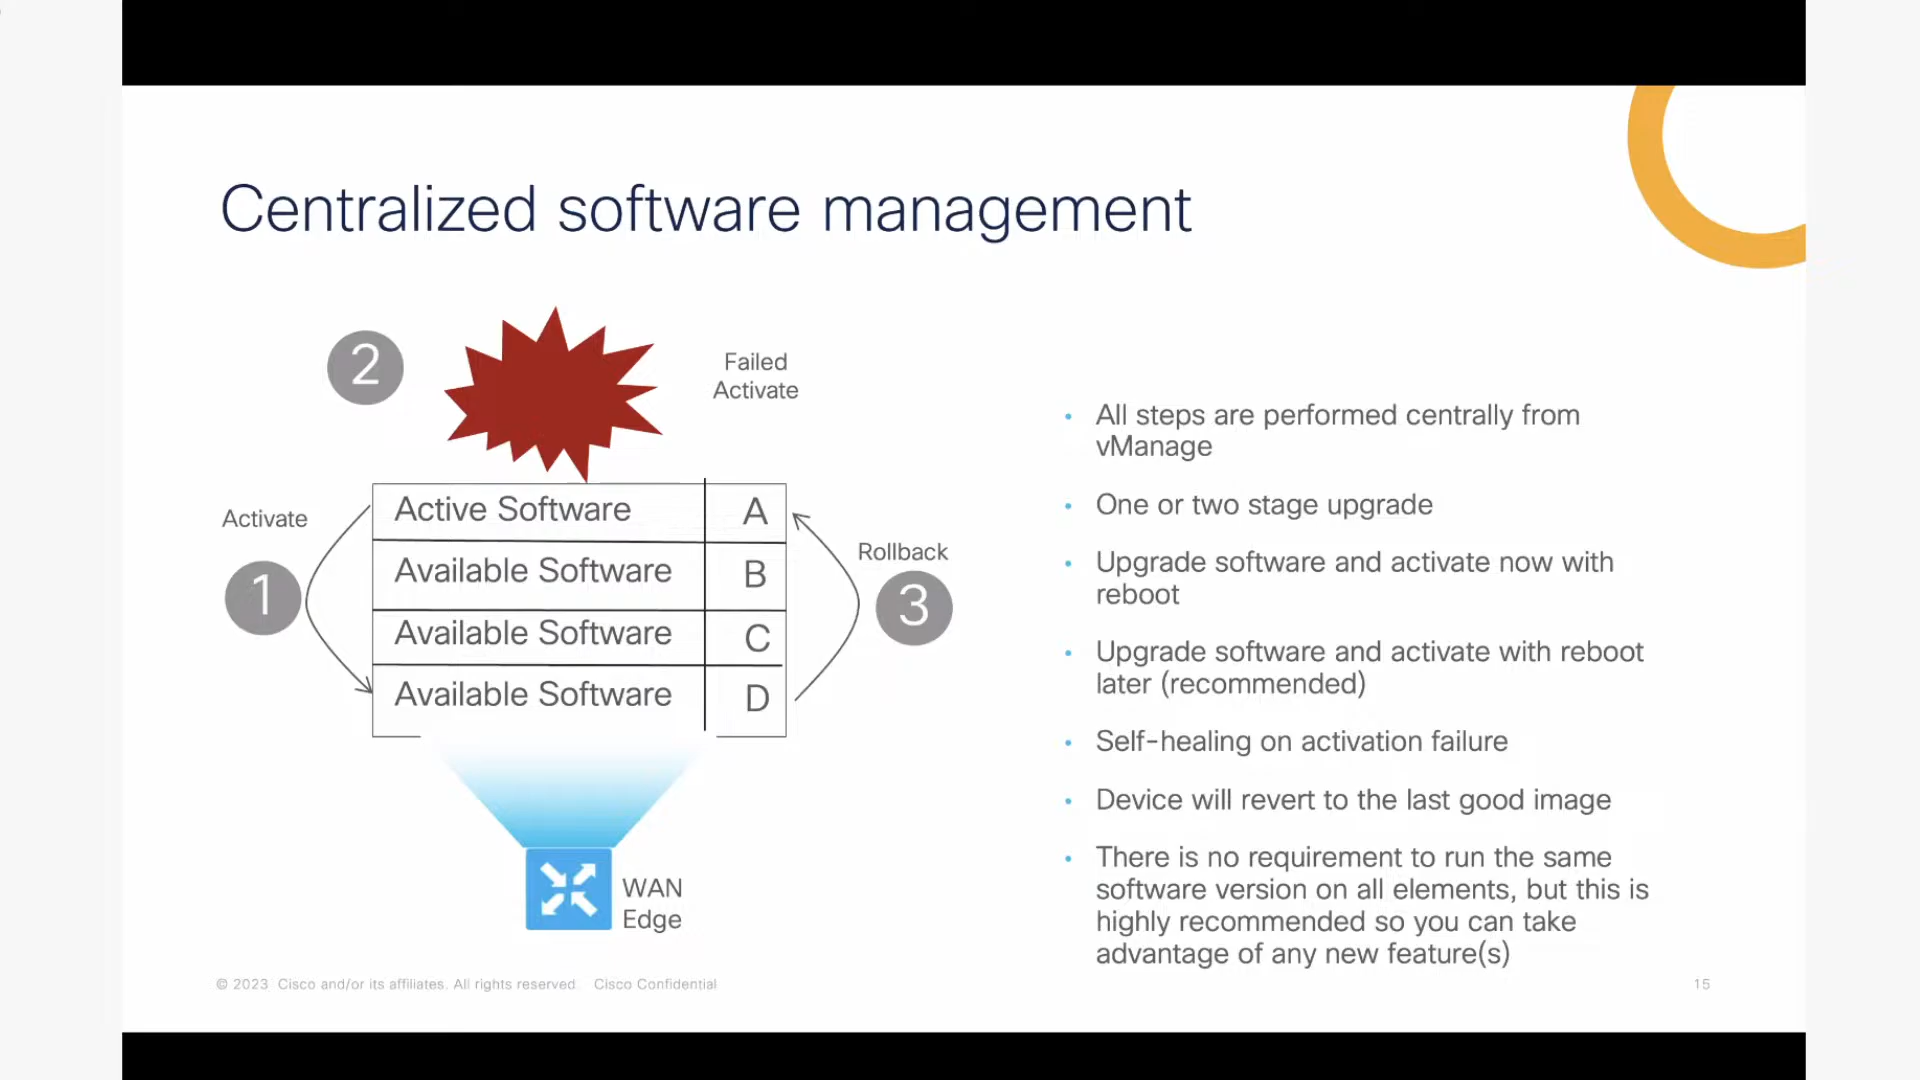 Centralized software management
2
Failed
Activate
Activate
1
Active Software A
Available Software B
Available Software C
Available Software D
Rollback
3
WAN
Edge
• All steps are performed centrally from
vManage
• One or two stage upgrade
• Upgrade software and activate now with
reboot
• Upgrade software and activate with reboot
later (recommended)
• Self-healing on activation failure
• Device will revert to the last good image
• There is no requirement to run the same
software version on all elements, but this is
highly recommended so you can take
advantage of any new feature(s)
© 2023 Cisco and/or its affiliates. All rights reserved. Cisco Confidential
15